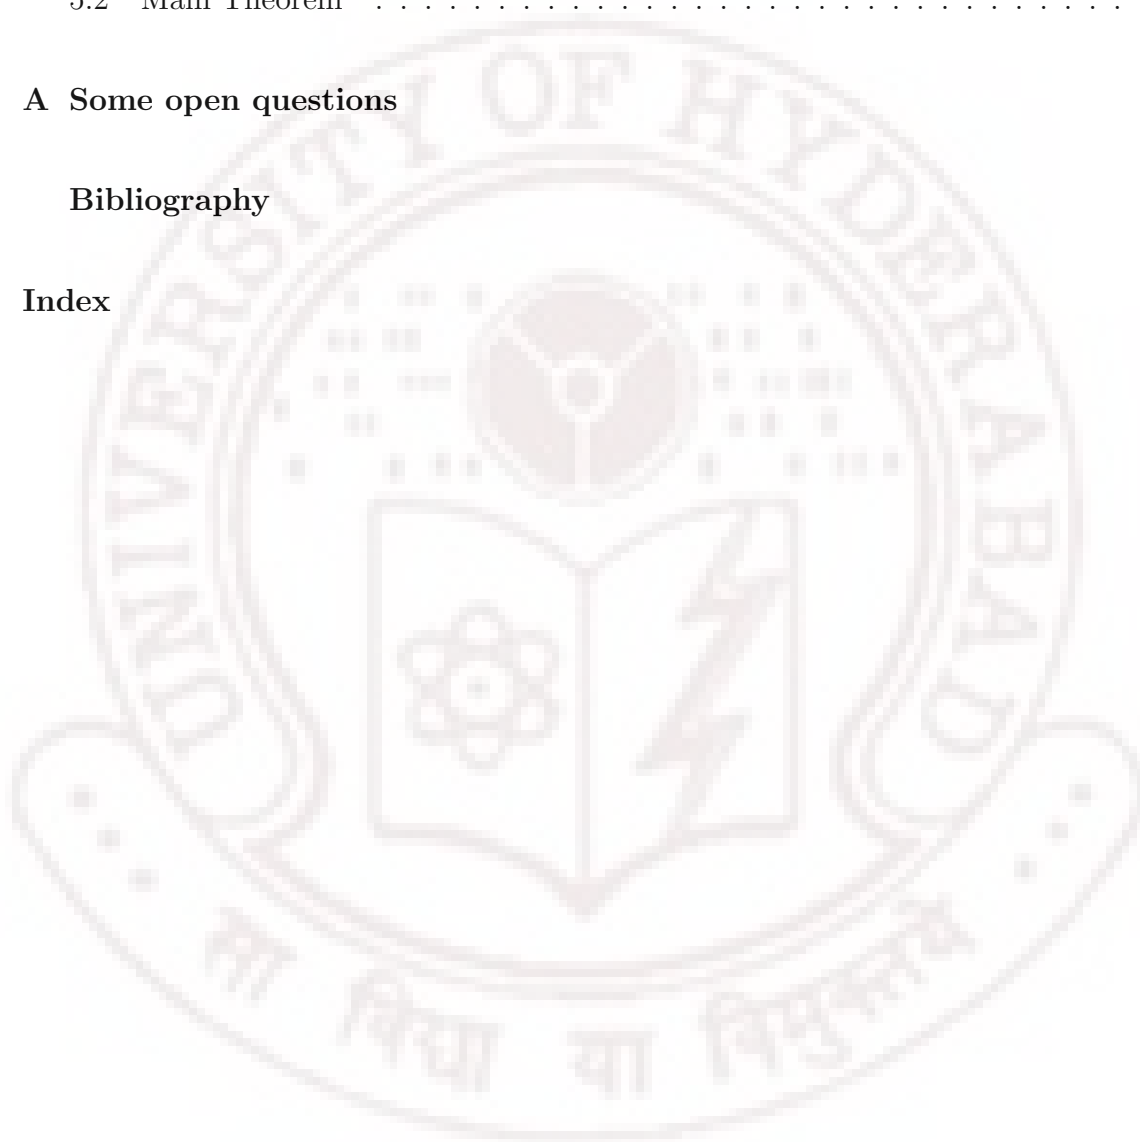 5.2 Main Theorem . . . . . . . . . . . . . . . . . . . . . . . . . . . . . . .
A Some open questions
Bibliography
Index
UNIVERSITY OF HYDERABAD
सा विद्या या विमुक्तये